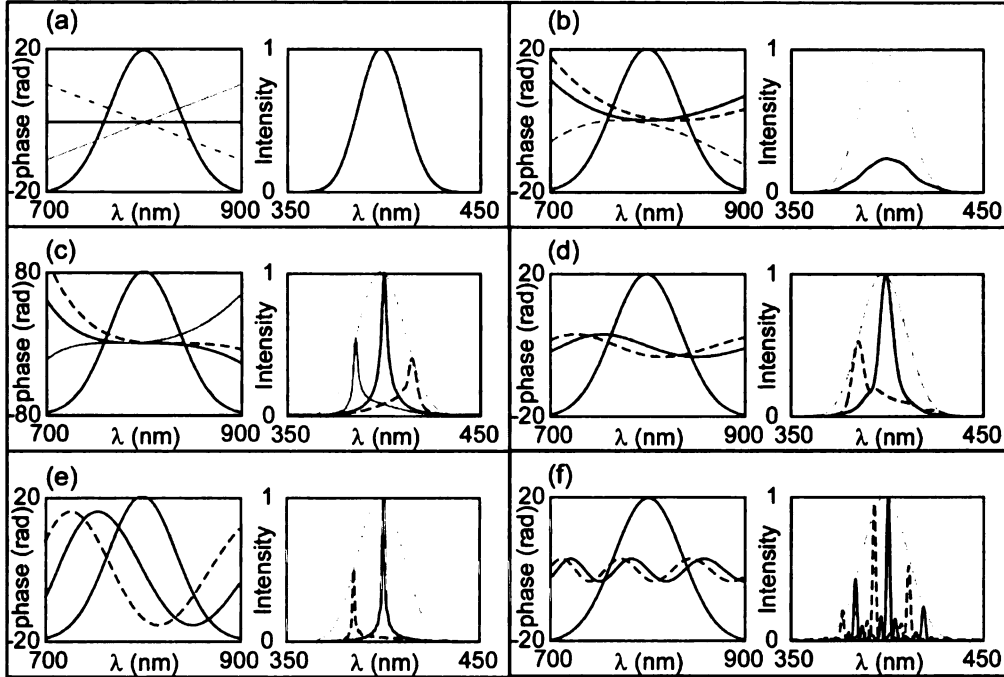 (a)
phase (rad)
20
-20
700
λ (nm)
900
Intensity
1
0
350
λ (nm)
450
(b)
phase (rad)
20
-20
700
λ (nm)
900
Intensity
1
0
350
λ (nm)
450
(c)
phase (rad)
80
-80
700
λ (nm)
900
Intensity
1
0
350
λ (nm)
450
(d)
phase (rad)
20
-20
700
λ (nm)
900
Intensity
1
0
350
λ (nm)
450
(e)
phase (rad)
20
-20
700
λ (nm)
900
Intensity
1
0
350
λ (nm)
450
(f)
phase (rad)
20
-20
700
λ (nm)
900
Intensity
1
0
350
λ (nm)
450